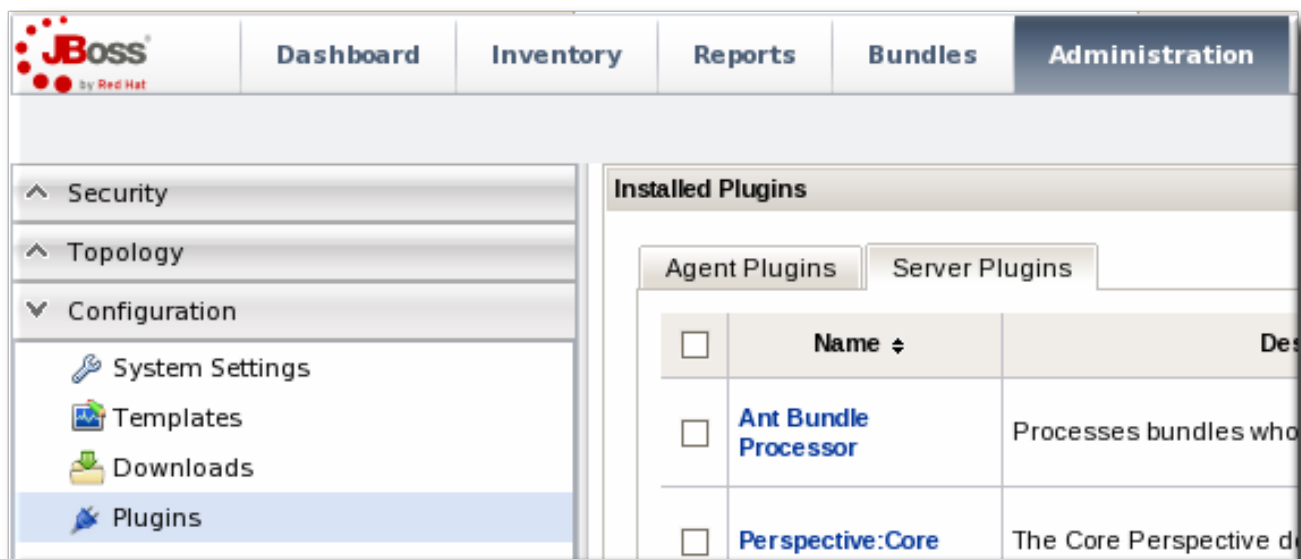 JBoss
by Red Hat
Dashboard
Inventory
Reports
Bundles
Administration
Security
Topology
Configuration
System Settings
Templates
Downloads
Plugins
Installed Plugins
Agent Plugins
Server Plugins
Name
Ant Bundle
Processor
Processes bundles
Perspective:Core
The Core Perspective